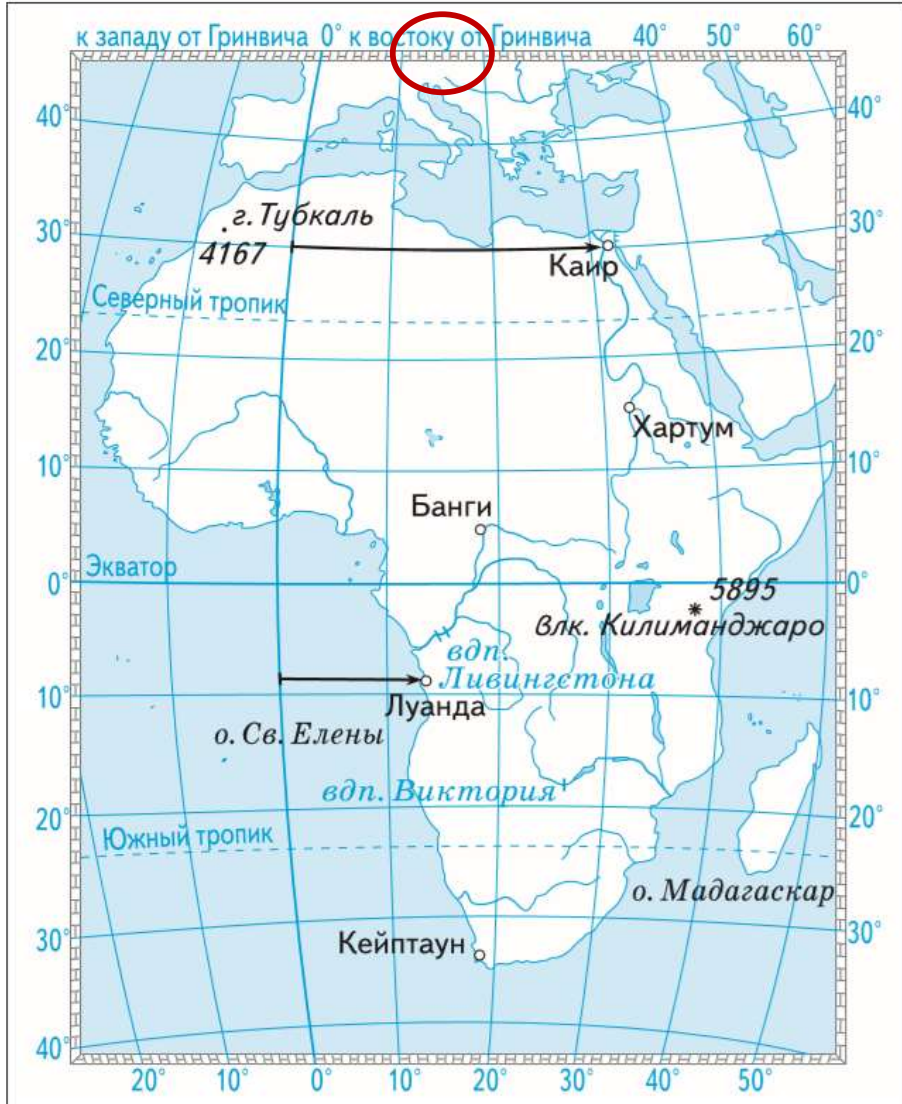 к западу от Гринвича 0° к востоку от Гринвича 40° 50° 60°
40° 40°
г. Тубкаль
30° 4167 30°
Каир
Северный тропик
20° 20°
Хартум
10° 10°
Банги
Экватор
0° 5895 0°
влк. Килиманджаро
вдп.
Ливингстона
10° 10°
Луанда
о. Св. Елены
вдп. Виктория
20° 20°
Южный тропик
о. Мадагаскар
30° Кейптаун 30°
40°
20° 10° 0° 10° 20° 30° 40° 50°